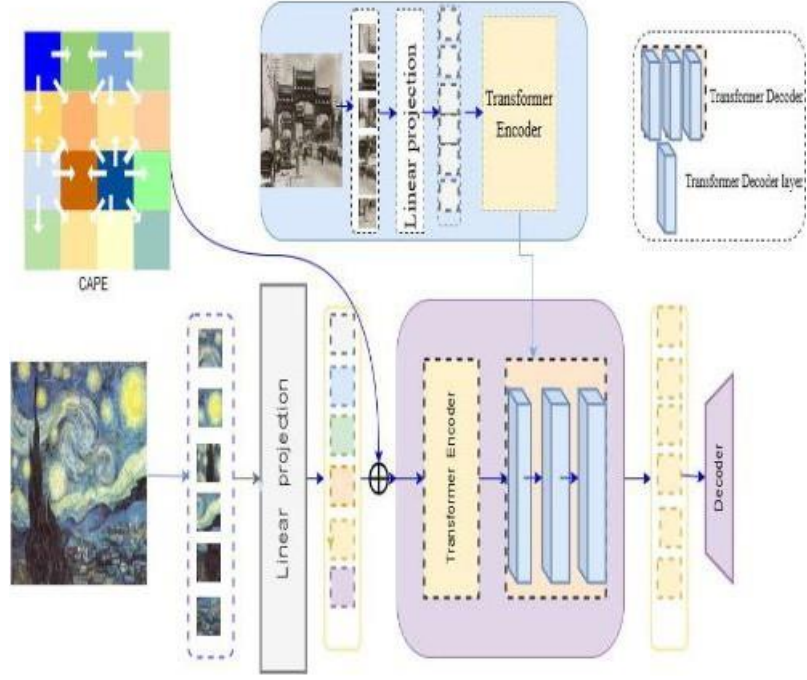 CAPE
Linear projection
Transformer
Encoder
Transformer Decoder
Transformer Decoder layer
Linear projection
Transformer Encoder
Decoder